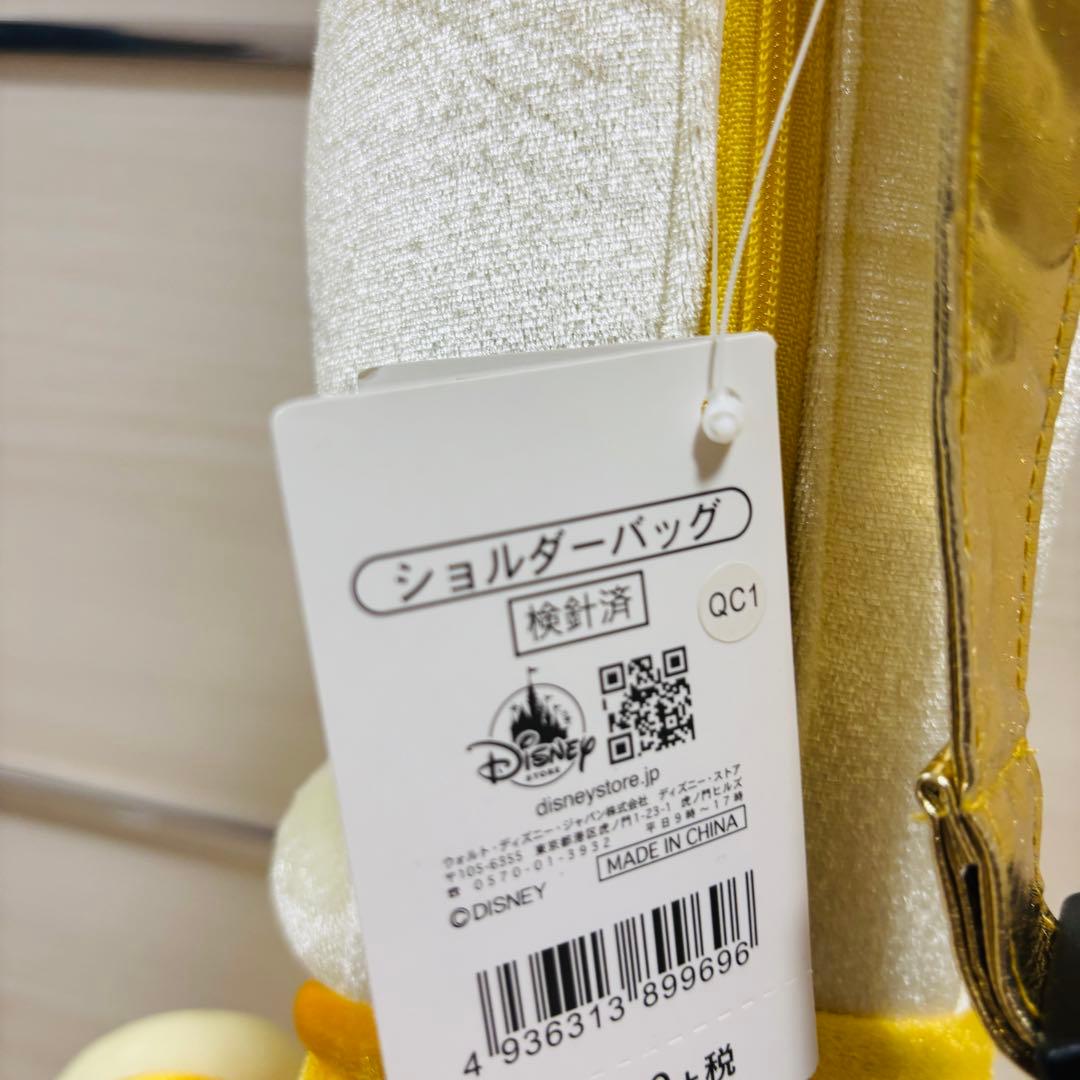 ショルダーバッグ
検針済
QC1
DISNEY
STORE
disneystore.jp
ウォルト・ディズニー・ジャパン株式会社 ディズニー・ストア
〒105-6355 東京都港区虎ノ門1-23-1 虎ノ門ヒルズ
☎ 0570-01-3932 平日9時～17時
MADE IN CHINA
©DISNEY
4 936313 899696
+税